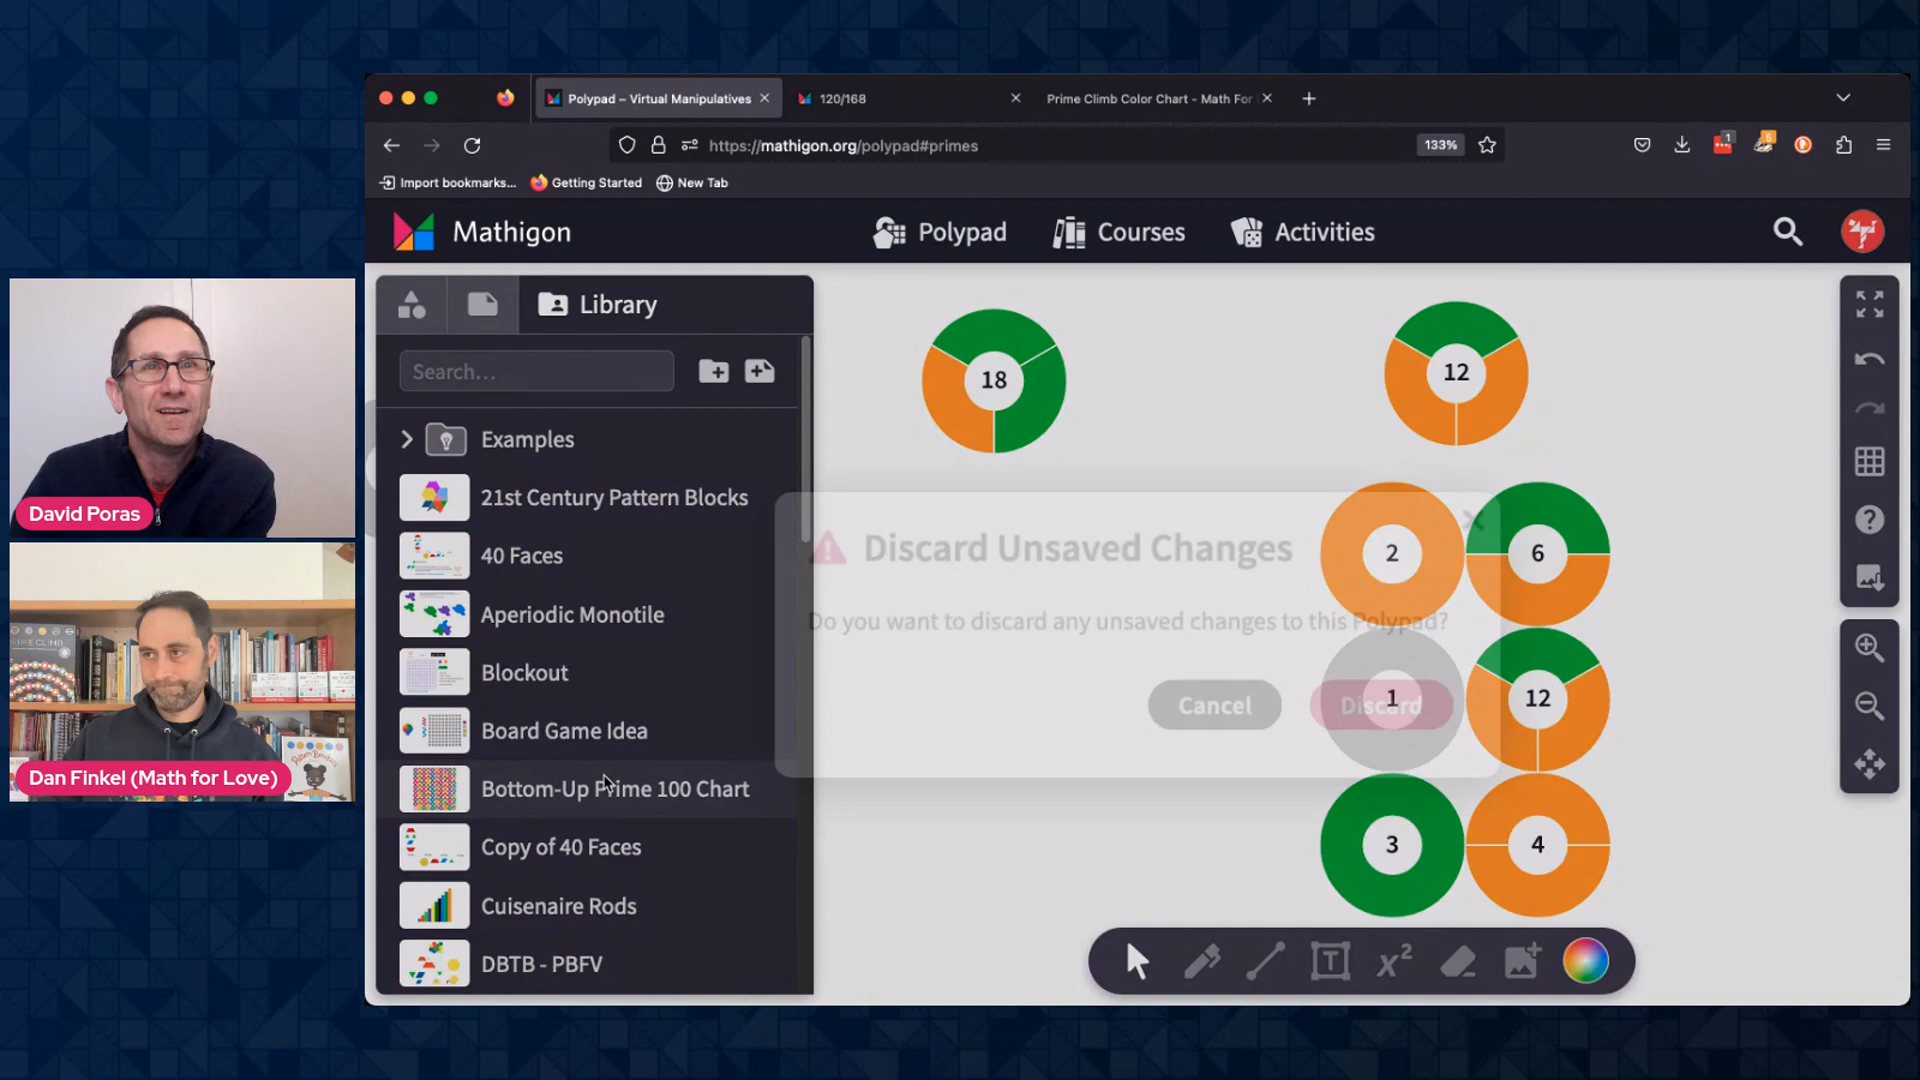 Polypad – Virtual Manipulatives
120/168
Prime Climb Color Chart - Math For
https://mathigon.org/polypad#primes
133%
1
5
Import bookmarks...
Getting Started
New Tab
Mathigon
Polypad
Courses
Activities
Library
Search...
Examples
21st Century Pattern Blocks
40 Faces
Aperiodic Monotile
Blockout
Board Game Idea
Bottom-Up Prime 100 Chart
Copy of 40 Faces
Cuisenaire Rods
DBTB - PBFV
18
12
2
6
Discard Unsaved Changes
Do you want to discard any unsaved changes to this Polypad?
Cancel
Discard
1
12
3
4
T
x²
David Poras
Dan Finkel (Math for Love)